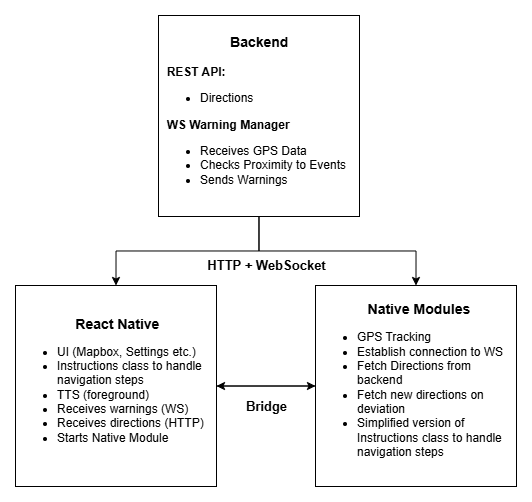 Backend
REST API:
• Directions
WS Warning Manager
• Receives GPS Data
• Checks Proximity to Events
• Sends Warnings
HTTP + WebSocket
React Native
• UI (Mapbox, Settings etc.)
• Instructions class to handle
navigation steps
• TTS (foreground)
• Receives warnings (WS)
• Receives directions (HTTP)
• Starts Native Module
Bridge
Native Modules
• GPS Tracking
• Establish connection to WS
• Fetch Directions from
backend
• Fetch new directions on
deviation
• Simplified version of
Instructions class to handle
navigation steps